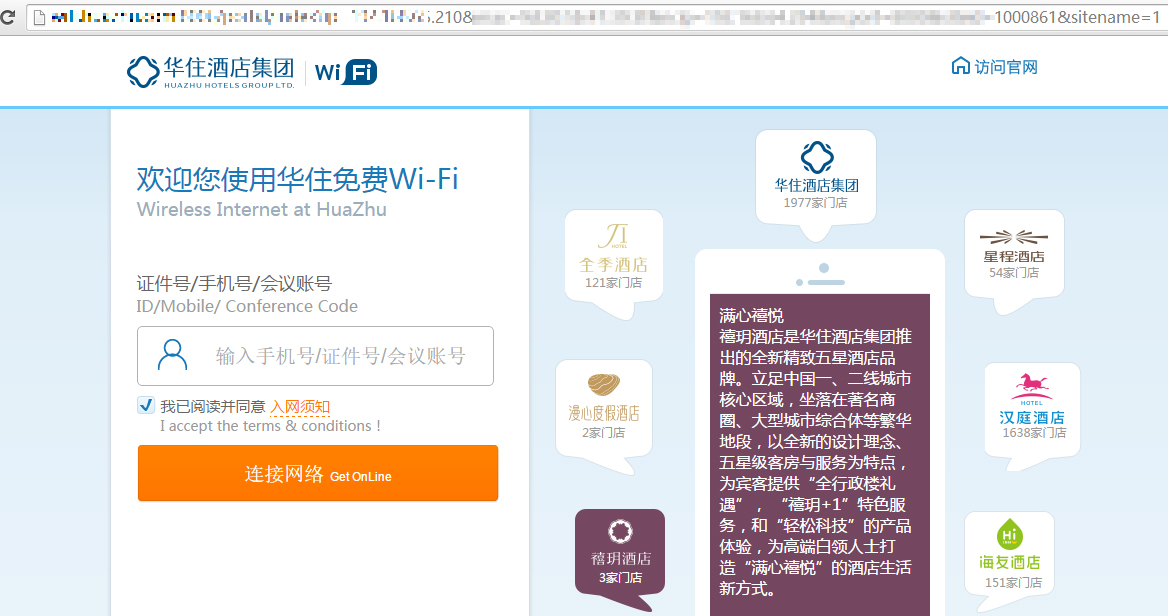 .210&
1000861&sitename=1
华住酒店集团
HUAZHU HOTELS GROUP LTD.
Wi Fi
访问官网
欢迎您使用华住免费Wi-Fi
Wireless Internet at HuaZhu
证件号/手机号/会议账号
ID/Mobile/ Conference Code
输入手机号/证件号/会议账号
我已阅读并同意 入网须知
I accept the terms & conditions !
连接网络 Get OnLine
华住酒店集团
1977家门店
JI
HOTEL
全季酒店
121家门店
星程酒店
54家门店
漫心度假酒店
2家门店
HOTEL
汉庭酒店
1638家门店
禧玥酒店
3家门店
Hi
海友酒店
151家门店
满心禧悦
禧玥酒店是华住酒店集团推
出的全新精致五星酒店品
牌。立足中国一、二线城市
核心区域，坐落在著名商
圈、大型城市综合体等繁华
地段，以全新的设计理念、
五星级客房与服务为特点，
为宾客提供“全行政楼礼
遇”，“禧玥+1”特色服
务，和“轻松科技”的产品
体验，为高端白领人士打
造“满心禧悦”的酒店生活
新方式。